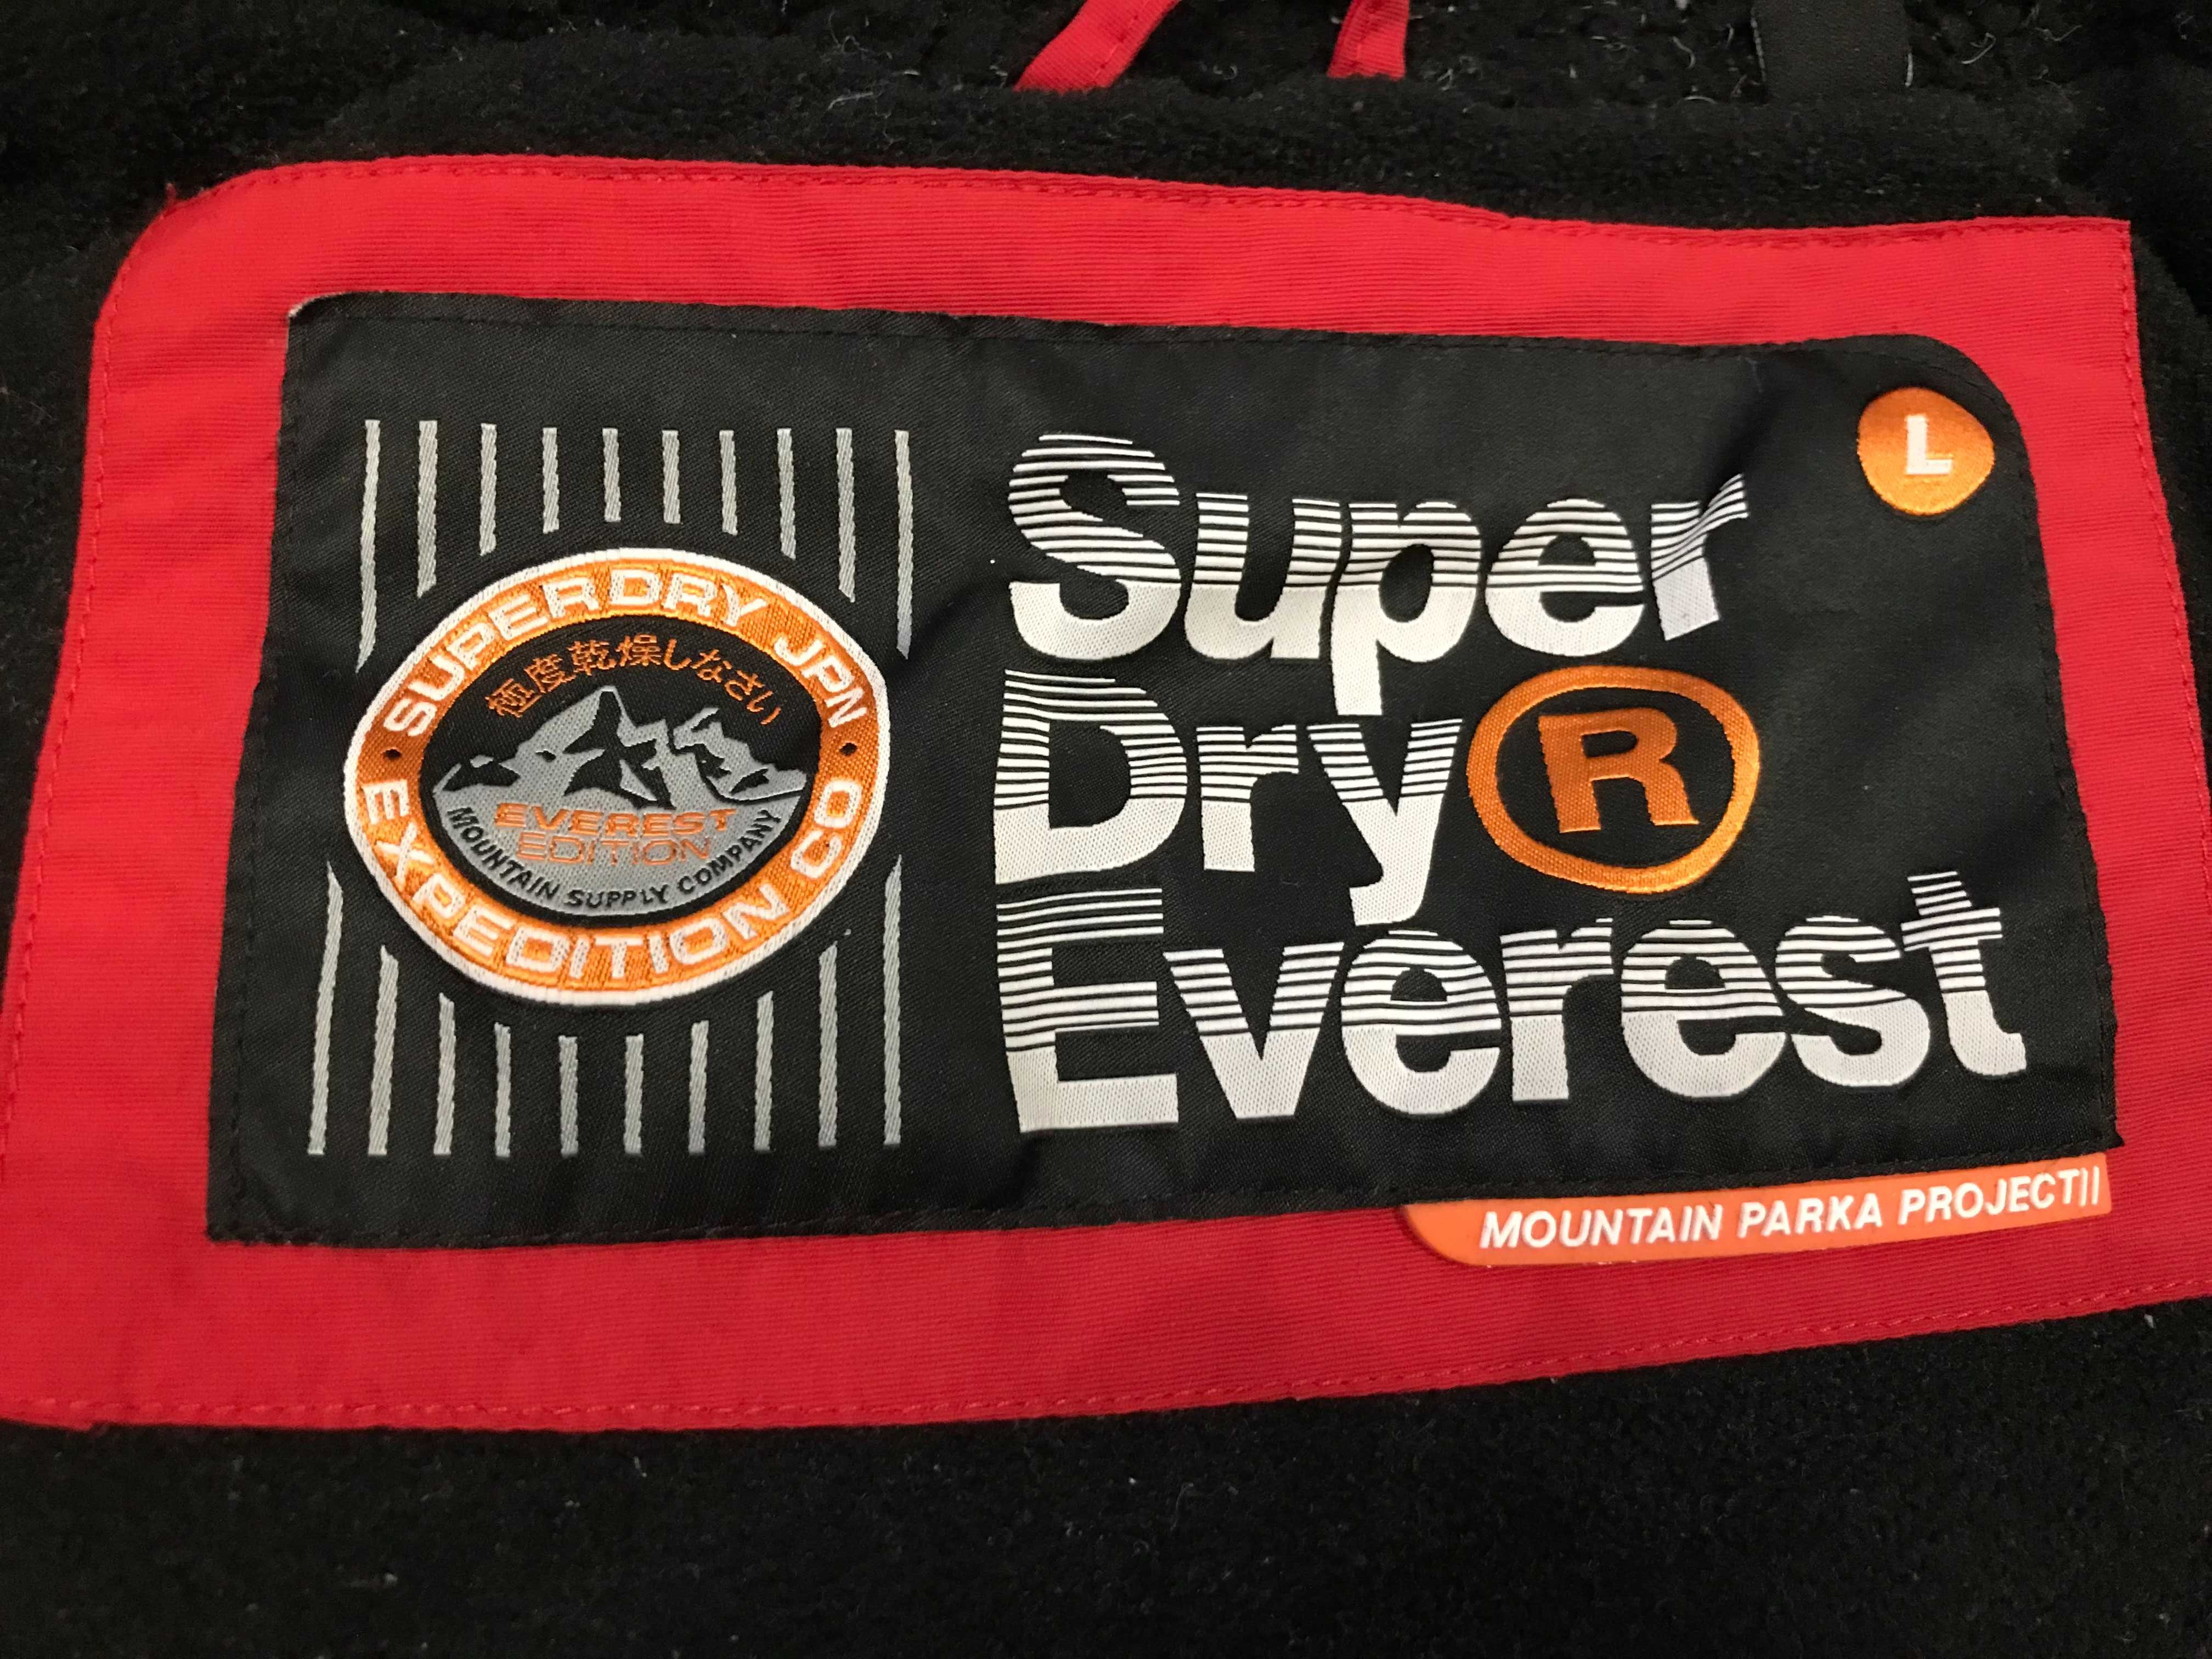 SUPERDRY JPN
極度乾燥しなさい
EVEREST
EDITION
MOUNTAIN SUPPLY COMPANY
• EXPEDITION CO •
L
Super
Dry®
Everest
MOUNTAIN PARKA PROJECTII